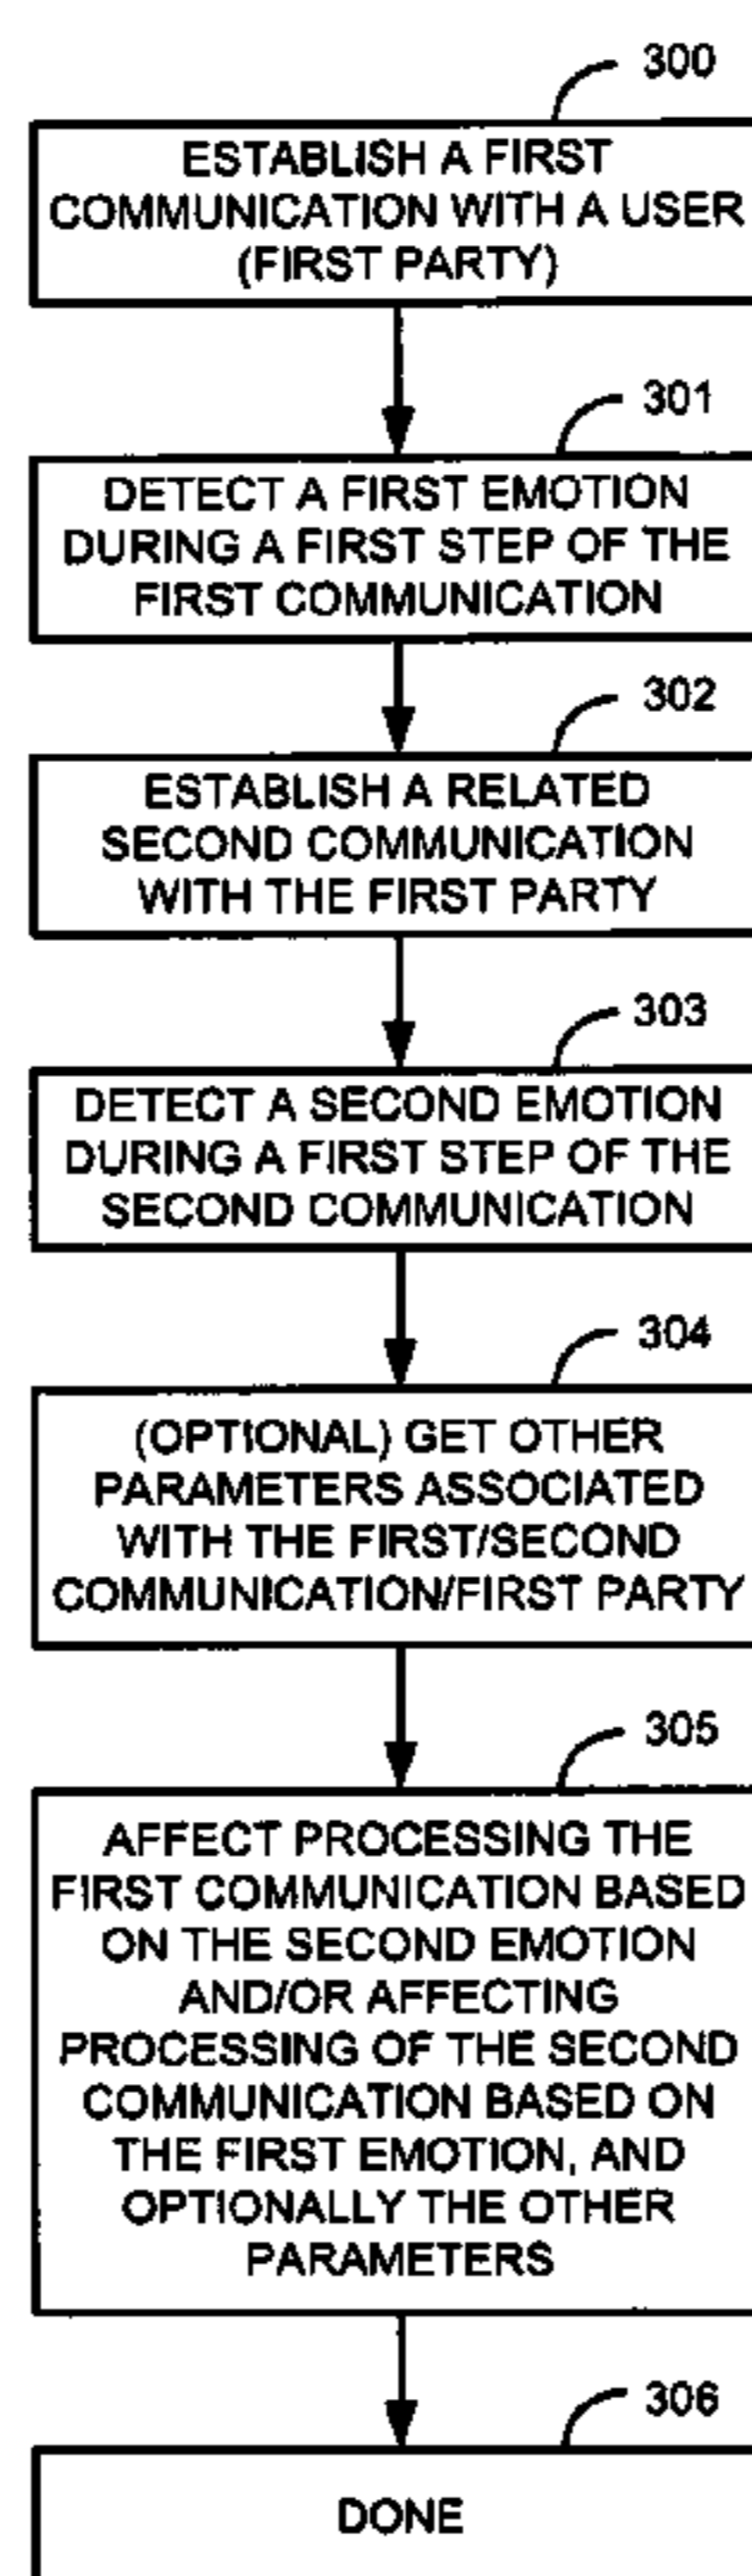 300
ESTABLISH A FIRST
COMMUNICATION WITH A USER
(FIRST PARTY)
301
DETECT A FIRST EMOTION
DURING A FIRST STEP OF THE
FIRST COMMUNICATION
302
ESTABLISH A RELATED
SECOND COMMUNICATION
WITH THE FIRST PARTY
303
DETECT A SECOND EMOTION
DURING A FIRST STEP OF THE
SECOND COMMUNICATION
304
(OPTIONAL) GET OTHER
PARAMETERS ASSOCIATED
WITH THE FIRST/SECOND
COMMUNICATION/FIRST PARTY
305
AFFECT PROCESSING THE
FIRST COMMUNICATION BASED
ON THE SECOND EMOTION
AND/OR AFFECTING
PROCESSING OF THE SECOND
COMMUNICATION BASED ON
THE FIRST EMOTION, AND
OPTIONALLY THE OTHER
PARAMETERS
306
DONE